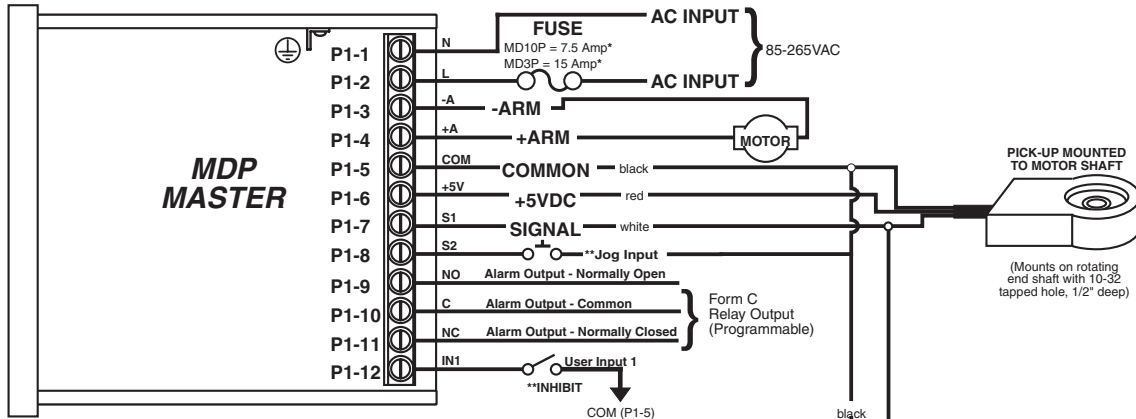 P1-1 N AC INPUT
FUSE
MD10P = 7.5 Amp*
MD3P = 15 Amp*
85-265VAC
P1-2 L AC INPUT
P1-3 -A -ARM
P1-4 +A +ARM MOTOR
P1-5 COM COMMON black
P1-6 +5V +5VDC red
P1-7 S1 SIGNAL white
P1-8 S2 **Jog Input
P1-9 NO Alarm Output - Normally Open
P1-10 C Alarm Output - Common
P1-11 NC Alarm Output - Normally Closed
P1-12 IN1 User Input 1
**INHIBIT
COM (P1-5)
MDP
MASTER
Form C
Relay Output
(Programmable)
PICK-UP MOUNTED
TO MOTOR SHAFT
(Mounts on rotating
end shaft with 10-32
tapped hole, 1/2" deep)
black